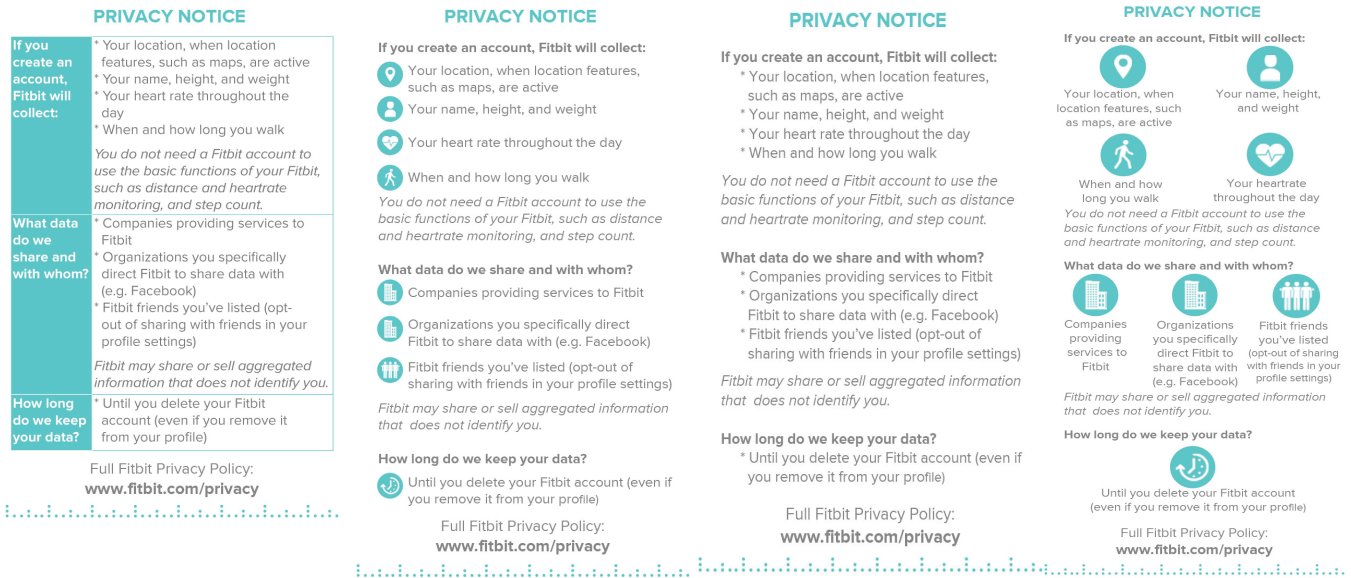 PRIVACY NOTICE
If you
create an
account,
Fitbit will
collect:
* Your location, when location
features, such as maps, are active
* Your name, height, and weight
* Your heart rate throughout the
day
* When and how long you walk
You do not need a Fitbit account to
use the basic functions of your Fitbit,
such as distance and heartrate
monitoring, and step count.
What data
do we
share and
with whom?
* Companies providing services to
Fitbit
* Organizations you specifically
direct Fitbit to share data with
(e.g. Facebook)
* Fitbit friends you've listed (opt-
out of sharing with friends in your
profile settings)
Fitbit may share or sell aggregated
information that does not identify you.
How long
do we keep
your data?
* Until you delete your Fitbit
account (even if you remove it
from your profile)
Full Fitbit Privacy Policy:
www.fitbit.com/privacy
PRIVACY NOTICE
If you create an account, Fitbit will collect:
Your location, when location features,
such as maps, are active
Your name, height, and weight
Your heart rate throughout the day
When and how long you walk
You do not need a Fitbit account to use the
basic functions of your Fitbit, such as distance
and heartrate monitoring, and step count.
What data do we share and with whom?
Companies providing services to Fitbit
Organizations you specifically direct
Fitbit to share data with (e.g. Facebook)
Fitbit friends you've listed (opt-out of
sharing with friends in your profile settings)
Fitbit may share or sell aggregated information
that does not identify you.
How long do we keep your data?
Until you delete your Fitbit account (even if
you remove it from your profile)
Full Fitbit Privacy Policy:
www.fitbit.com/privacy
PRIVACY NOTICE
If you create an account, Fitbit will collect:
* Your location, when location features,
such as maps, are active
* Your name, height, and weight
* Your heart rate throughout the day
* When and how long you walk
You do not need a Fitbit account to use the
basic functions of your Fitbit, such as distance
and heartrate monitoring, and step count.
What data do we share and with whom?
* Companies providing services to Fitbit
* Organizations you specifically direct
Fitbit to share data with (e.g. Facebook)
* Fitbit friends you've listed (opt-out of
sharing with friends in your profile settings)
Fitbit may share or sell aggregated information
that does not identify you.
How long do we keep your data?
* Until you delete your Fitbit account (even if
you remove it from your profile)
Full Fitbit Privacy Policy:
www.fitbit.com/privacy
PRIVACY NOTICE
If you create an account, Fitbit will collect:
Your location, when
location features, such
as maps, are active
Your name, height,
and weight
When and how
long you walk
Your heartrate
throughout the day
You do not need a Fitbit account to use the
basic functions of your Fitbit, such as distance
and heartrate monitoring, and step count.
What data do we share and with whom?
Companies
providing
services to
Fitbit
Organizations
you specifically
direct Fitbit to
share data with
(e.g. Facebook)
Fitbit friends
you've listed
(opt-out of sharing
with friends in your
profile settings)
Fitbit may share or sell aggregated information
that does not identify you.
How long do we keep your data?
Until you delete your Fitbit account
(even if you remove it from your profile)
Full Fitbit Privacy Policy:
www.fitbit.com/privacy